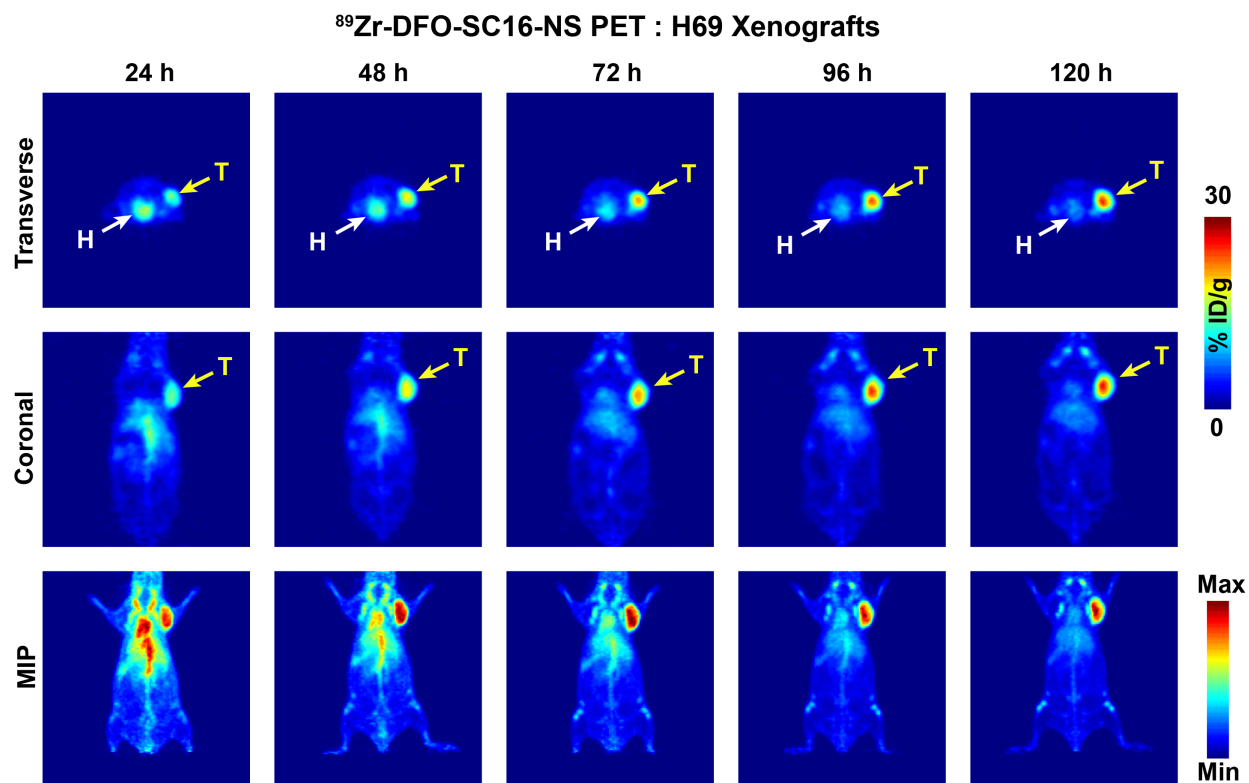 ⁸⁹Zr-DFO-SC16-NS PET : H69 Xenografts
24 h 48 h 72 h 96 h 120 h
Transverse
T T T T T
H H H H H
30
% ID/g
0
Coronal
T T T T T
MIP
Max
Min